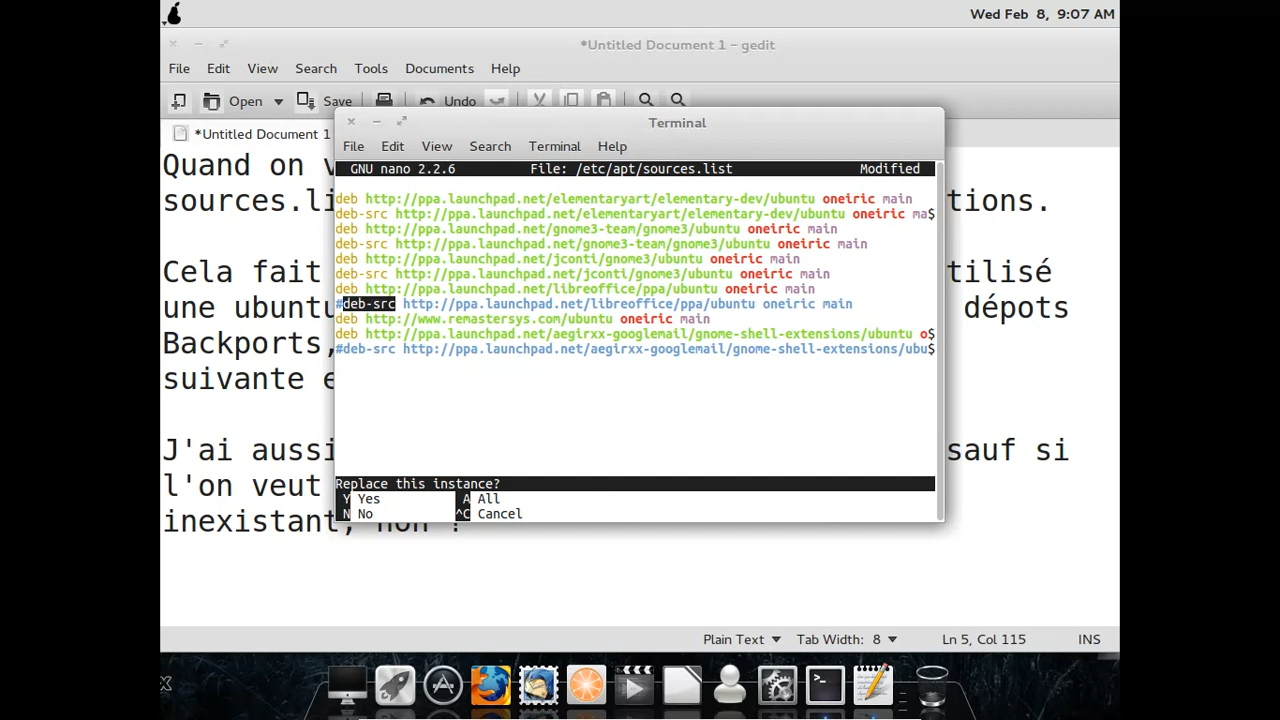 Wed Feb 8, 9:07 AM
*Untitled Document 1 – gedit
File Edit View Search Tools Documents Help
Open Save Undo
*Untitled Document 1
Quand on v
sources.li tions.
Cela fait tilisé
une ubuntu dépots
Backports,
suivante e
J'ai aussi sauf si
l'on veut
inexistant, non ?
Terminal
File Edit View Search Terminal Help
GNU nano 2.2.6 File: /etc/apt/sources.list Modified
deb http://ppa.launchpad.net/elementaryart/elementary-dev/ubuntu oneiric main
deb-src http://ppa.launchpad.net/elementaryart/elementary-dev/ubuntu oneiric ma$
deb http://ppa.launchpad.net/gnome3-team/gnome3/ubuntu oneiric main
deb-src http://ppa.launchpad.net/gnome3-team/gnome3/ubuntu oneiric main
deb http://ppa.launchpad.net/jconti/gnome3/ubuntu oneiric main
deb-src http://ppa.launchpad.net/jconti/gnome3/ubuntu oneiric main
deb http://ppa.launchpad.net/libreoffice/ppa/ubuntu oneiric main
#deb-src http://ppa.launchpad.net/libreoffice/ppa/ubuntu oneiric main
deb http://www.remastersys.com/ubuntu oneiric main
deb http://ppa.launchpad.net/aegirxx-googlemail/gnome-shell-extensions/ubuntu o$
#deb-src http://ppa.launchpad.net/aegirxx-googlemail/gnome-shell-extensions/ubu$
Replace this instance?
Y Yes A All
N No ^C Cancel
Plain Text Tab Width: 8 Ln 5, Col 115 INS